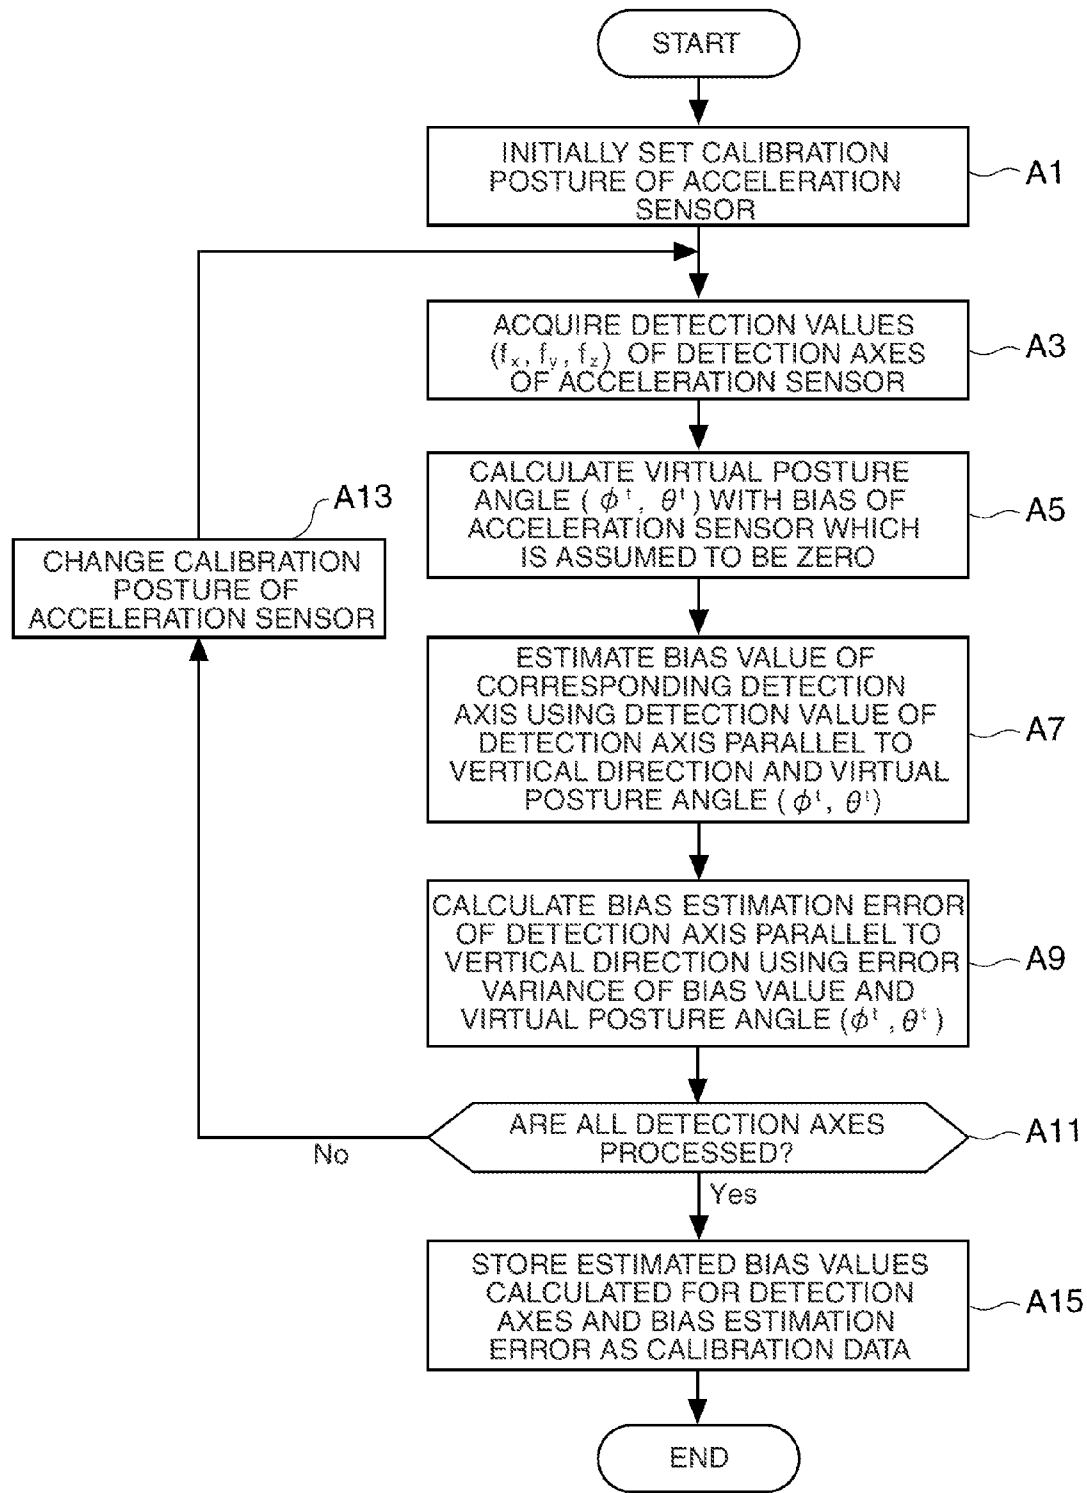 START
INITIALLY SET CALIBRATION
POSTURE OF ACCELERATION
SENSOR
A1
ACQUIRE DETECTION VALUES
(fx, fy, fz) OF DETECTION AXES
OF ACCELERATION SENSOR
A3
CALCULATE VIRTUAL POSTURE
ANGLE (ϕᵗ, θᵗ) WITH BIAS OF
ACCELERATION SENSOR WHICH
IS ASSUMED TO BE ZERO
A5
A13
CHANGE CALIBRATION
POSTURE OF
ACCELERATION SENSOR
ESTIMATE BIAS VALUE OF
CORRESPONDING DETECTION
AXIS USING DETECTION VALUE OF
DETECTION AXIS PARALLEL TO
VERTICAL DIRECTION AND VIRTUAL
POSTURE ANGLE (ϕᵗ, θᵗ)
A7
CALCULATE BIAS ESTIMATION ERROR
OF DETECTION AXIS PARALLEL TO
VERTICAL DIRECTION USING ERROR
VARIANCE OF BIAS VALUE AND
VIRTUAL POSTURE ANGLE (ϕᵗ, θᵗ)
A9
ARE ALL DETECTION AXES
PROCESSED?
A11
No
Yes
STORE ESTIMATED BIAS VALUES
CALCULATED FOR DETECTION
AXES AND BIAS ESTIMATION
ERROR AS CALIBRATION DATA
A15
END